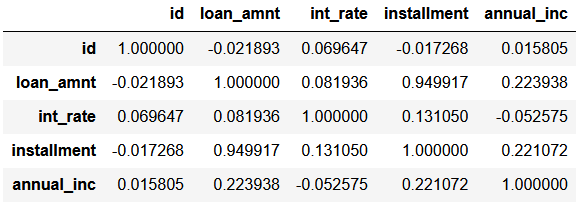 id loan_amnt int_rate installment annual_inc
id 1.000000 -0.021893 0.069647 -0.017268 0.015805
loan_amnt -0.021893 1.000000 0.081936 0.949917 0.223938
int_rate 0.069647 0.081936 1.000000 0.131050 -0.052575
installment -0.017268 0.949917 0.131050 1.000000 0.221072
annual_inc 0.015805 0.223938 -0.052575 0.221072 1.000000